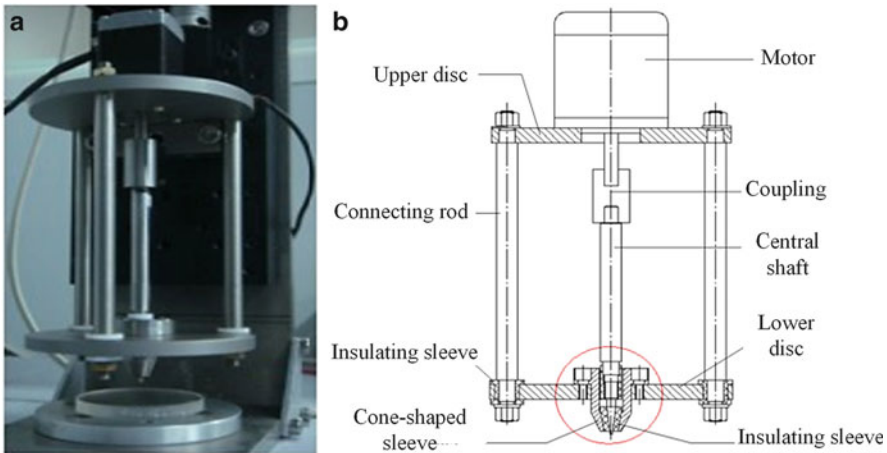 a
b
Motor
Upper disc
Coupling
Connecting rod
Central
shaft
Lower
disc
Insulating sleeve
Cone-shaped
sleeve
Insulating sleeve